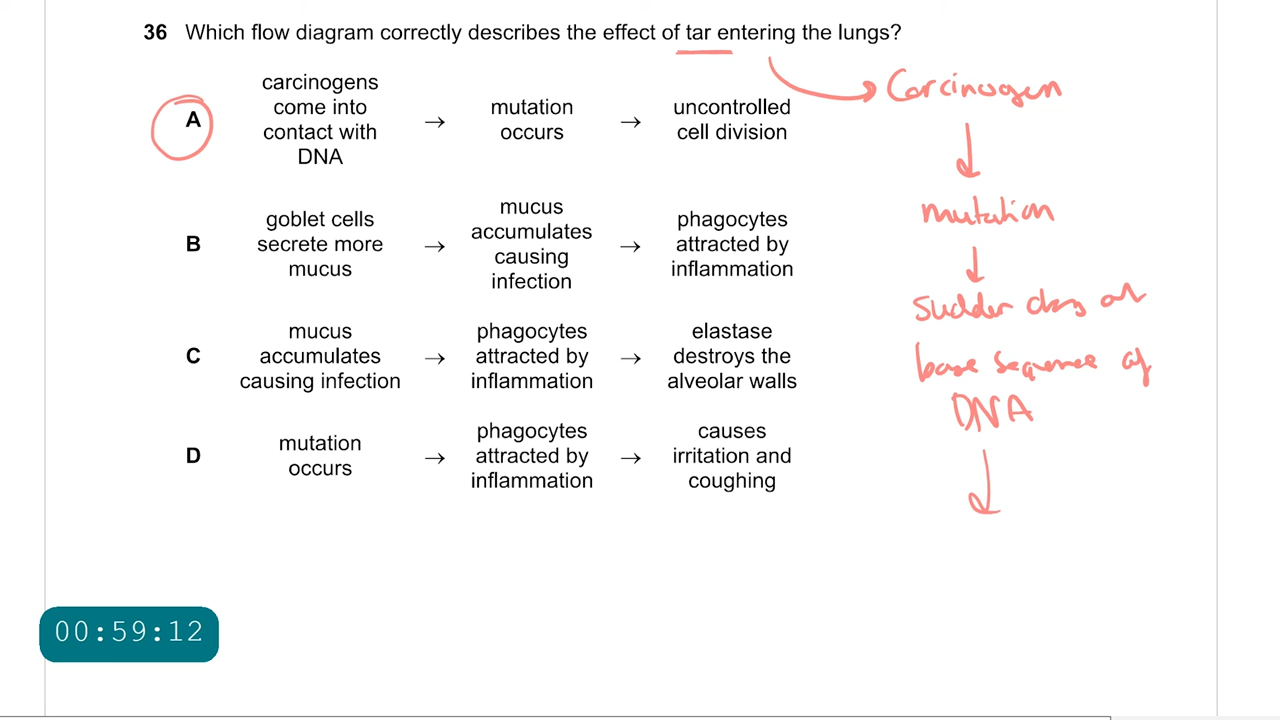 36 Which flow diagram correctly describes the effect of tar entering the lungs?
A
carcinogens
come into
contact with
DNA
→
mutation
occurs
→
uncontrolled
cell division
B
goblet cells
secrete more
mucus
→
mucus
accumulates
causing
infection
→
phagocytes
attracted by
inflammation
C
mucus
accumulates
causing infection
→
phagocytes
attracted by
inflammation
→
elastase
destroys the
alveolar walls
D
mutation
occurs
→
phagocytes
attracted by
inflammation
→
causes
irritation and
coughing
Carcinogen
mutation
sudden
base sequence of
DNA
00:59:12